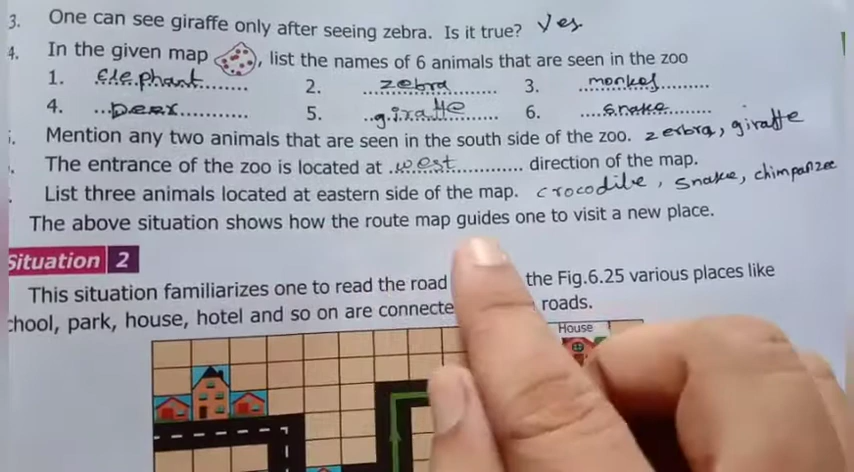 3. One can see giraffe only after seeing zebra. Is it true? Yes.
4. In the given map , list the names of 6 animals that are seen in the zoo
1. Elephant 2. zebra 3. monkey
4. Deer 5. giraffe 6. snake
Mention any two animals that are seen in the south side of the zoo. zerbra, giraffe
The entrance of the zoo is located at west direction of the map.
List three animals located at eastern side of the map. crocodile, snake, chimpanzee
The above situation shows how the route map guides one to visit a new place.
Situation 2
This situation familiarizes one to read the road the Fig.6.25 various places like
chool, park, house, hotel and so on are connecte roads.
House